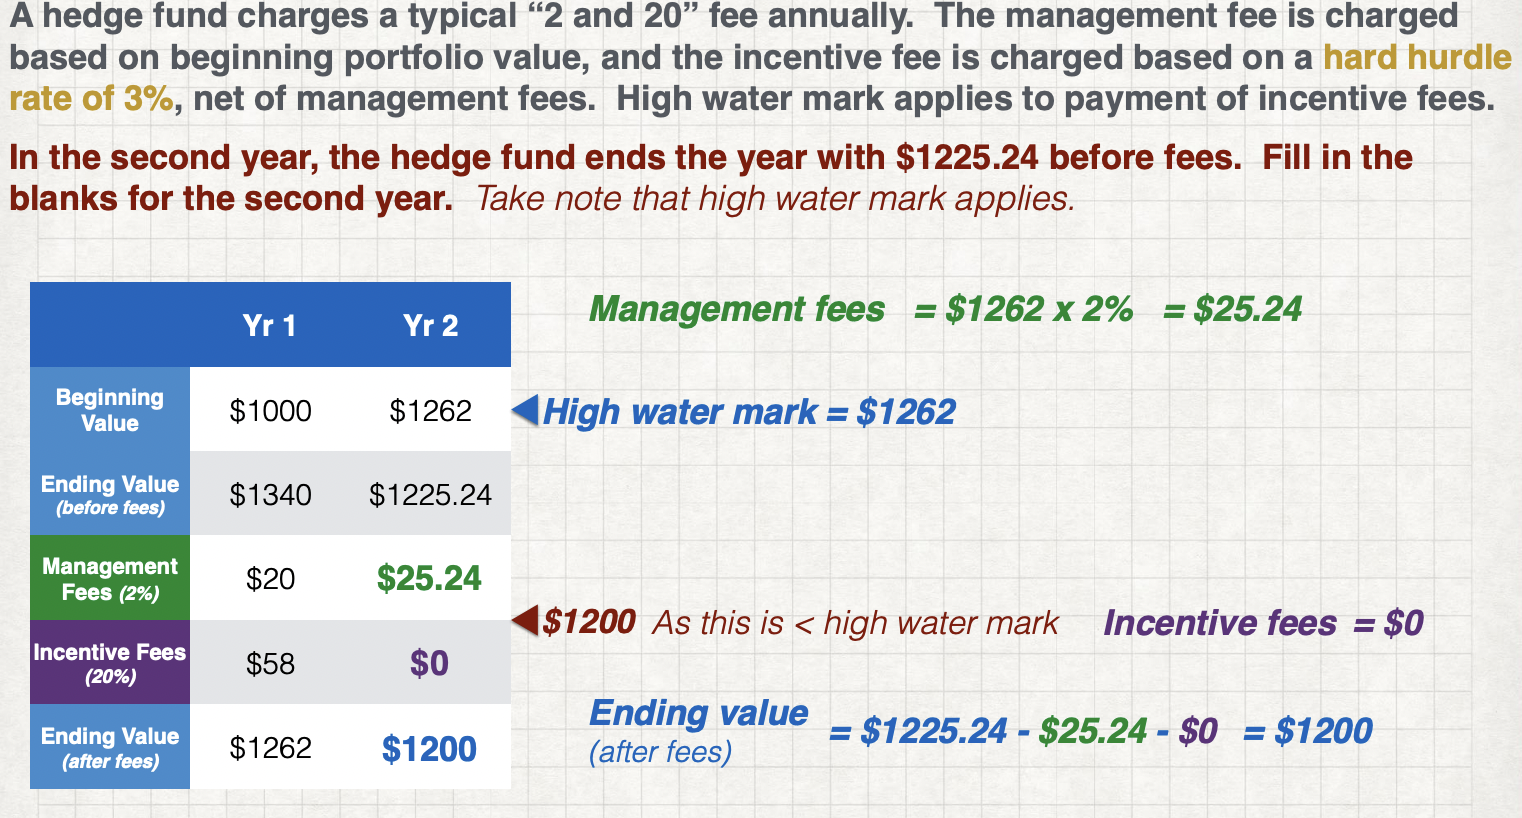 A hedge fund charges a typical “2 and 20” fee annually.  The management fee is charged
based on beginning portfolio value, and the incentive fee is charged based on a hard hurdle
rate of 3%, net of management fees.  High water mark applies to payment of incentive fees.
In the second year, the hedge fund ends the year with $1225.24 before fees.  Fill in the
blanks for the second year.  Take note that high water mark applies.
Yr 1 Yr 2
Management fees = $1262 x 2% = $25.24
Beginning
Value
$1000 $1262
High water mark = $1262
Ending Value
(before fees)
$1340 $1225.24
Management
Fees (2%)
$20 $25.24
$1200 As this is < high water mark Incentive fees = $0
Incentive Fees
(20%)
$58 $0
Ending Value
(after fees)
$1262 $1200
Ending value
(after fees)
= $1225.24 - $25.24 - $0 = $1200